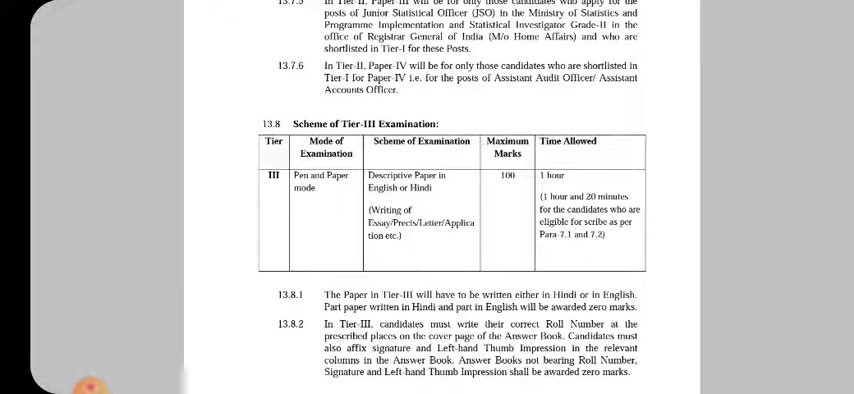 13.7.5 In Tier-II, Paper-III will be for only those candidates who apply for the
posts of Junior Statistical Officer (JSO) in the Ministry of Statistics and
Programme Implementation and Statistical Investigator Grade-II in the
office of Registrar General of India (M/o Home Affairs) and who are
shortlisted in Tier-I for these Posts.
13.7.6 In Tier-II, Paper-IV will be for only those candidates who are shortlisted in
Tier-I for Paper-IV i.e. for the posts of Assistant Audit Officer/ Assistant
Accounts Officer.
13.8 Scheme of Tier-III Examination:
Tier Mode of Examination Scheme of Examination Maximum Marks Time Allowed
III Pen and Paper mode Descriptive Paper in English or Hindi 100 1 hour
(Writing of
Essay/Precis/Letter/Applica
tion etc.)
(1 hour and 20 minutes
for the candidates who are
eligible for scribe as per
Para-7.1 and 7.2)
13.8.1 The Paper in Tier-III will have to be written either in Hindi or in English.
Part paper written in Hindi and part in English will be awarded zero marks.
13.8.2 In Tier-III, candidates must write their correct Roll Number at the
prescribed places on the cover page of the Answer Book. Candidates must
also affix signature and Left-hand Thumb Impression in the relevant
columns in the Answer Book. Answer Books not bearing Roll Number,
Signature and Left-hand Thumb Impression shall be awarded zero marks.